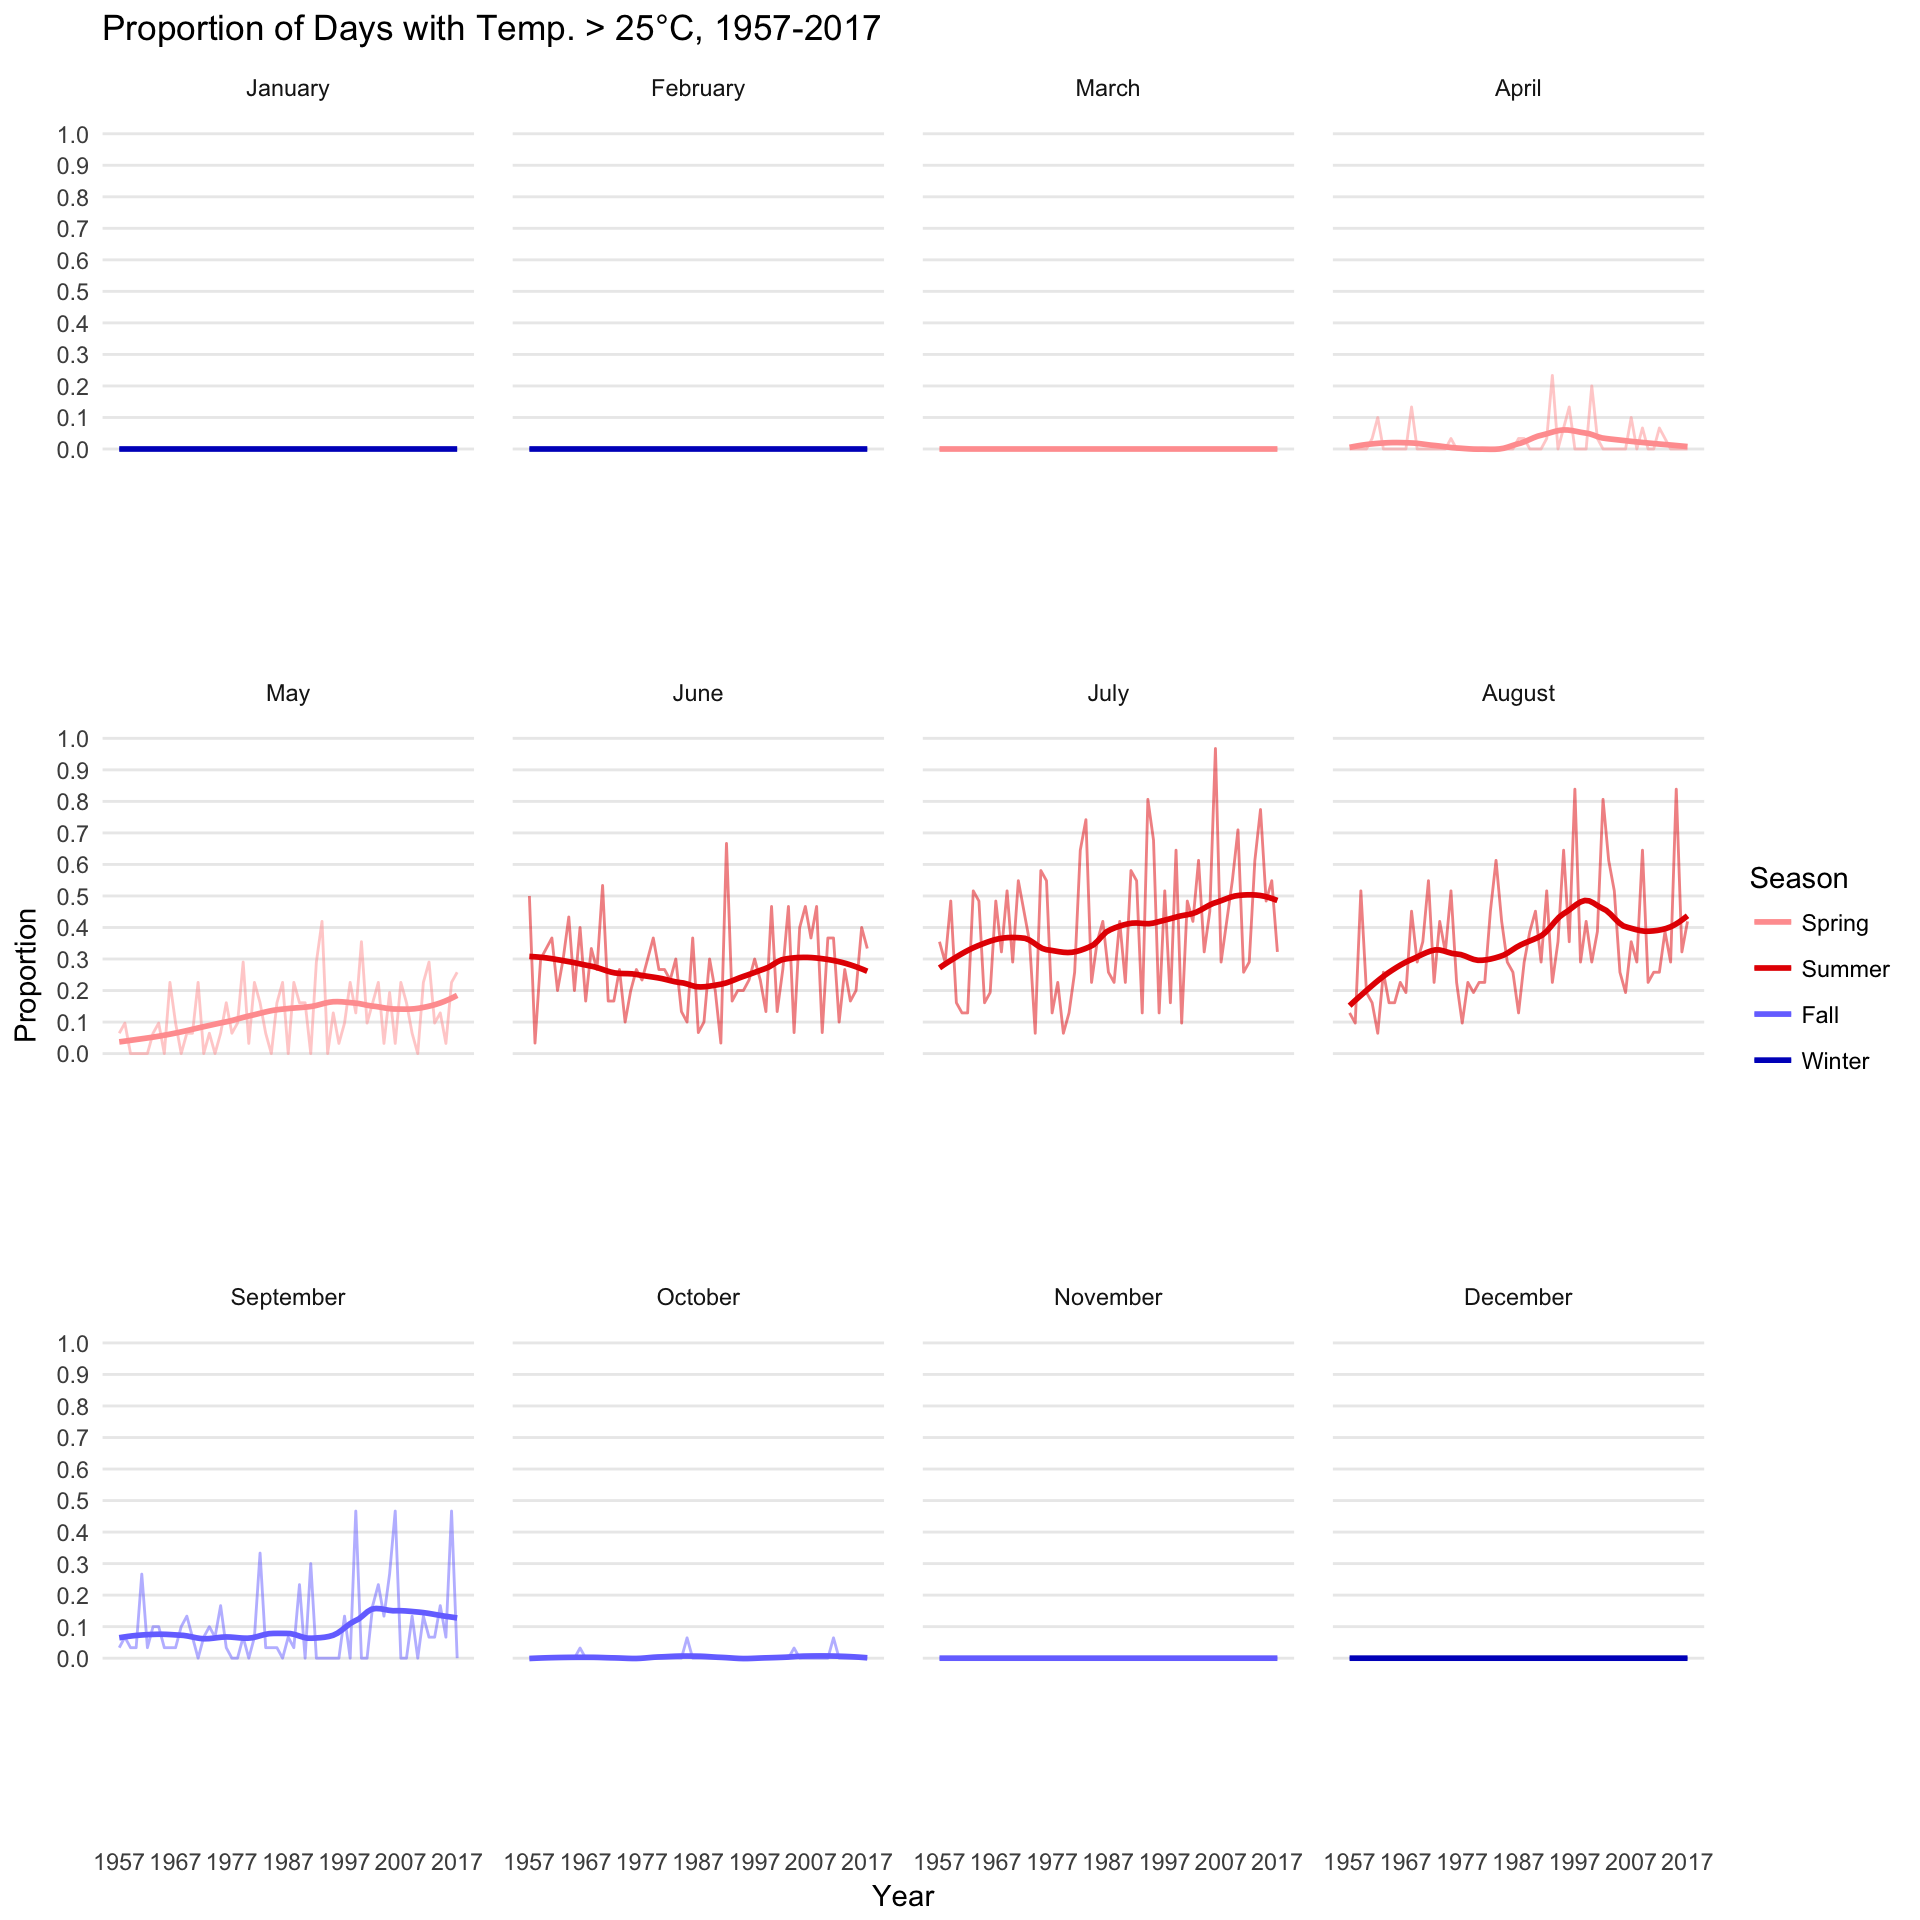 Proportion of Days with Temp. > 25°C, 1957-2017
January February March April
1.0
0.9
0.8
0.7
0.6
0.5
0.4
0.3
0.2
0.1
0.0
May June July August
1.0
0.9
0.8
0.7
0.6
0.5
0.4
0.3
0.2
0.1
0.0
Proportion
Season
Spring
Summer
Fall
Winter
September October November December
1.0
0.9
0.8
0.7
0.6
0.5
0.4
0.3
0.2
0.1
0.0
1957 1967 1977 1987 1997 2007 2017 1957 1967 1977 1987 1997 2007 2017 1957 1967 1977 1987 1997 2007 2017 1957 1967 1977 1987 1997 2007 2017
Year